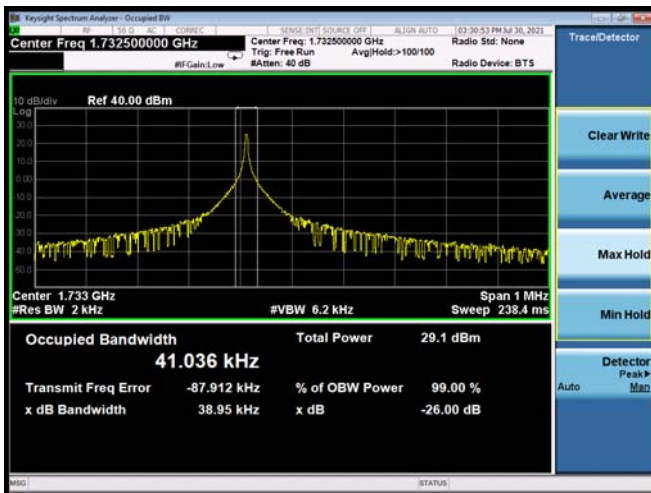 Keysight Spectrum Analyzer - Occupied BW
RF 50 Ω AC CORREC SENSE:INT SOURCE OFF ALIGN AUTO 03:30:53 PM Jul 30, 2021
Center Freq 1.732500000 GHz
Center Freq: 1.732500000 GHz
Radio Std: None
Trig: Free Run Avg|Hold:>100/100
#IFGain:Low
#Atten: 40 dB
Radio Device: BTS
Trace/Detector
10 dB/div Ref 40.00 dBm
Log
30.0
20.0
10.0
0.00
-10.0
-20.0
-30.0
-40.0
-50.0
Center 1.733 GHz
Span 1 MHz
#Res BW 2 kHz
#VBW 6.2 kHz
Sweep 238.4 ms
Occupied Bandwidth
41.036 kHz
Total Power 29.1 dBm
Transmit Freq Error -87.912 kHz
% of OBW Power 99.00 %
x dB Bandwidth 38.95 kHz
x dB -26.00 dB
Clear Write
Average
Max Hold
Min Hold
Detector
Peak▶
Auto Man
MSG
STATUS